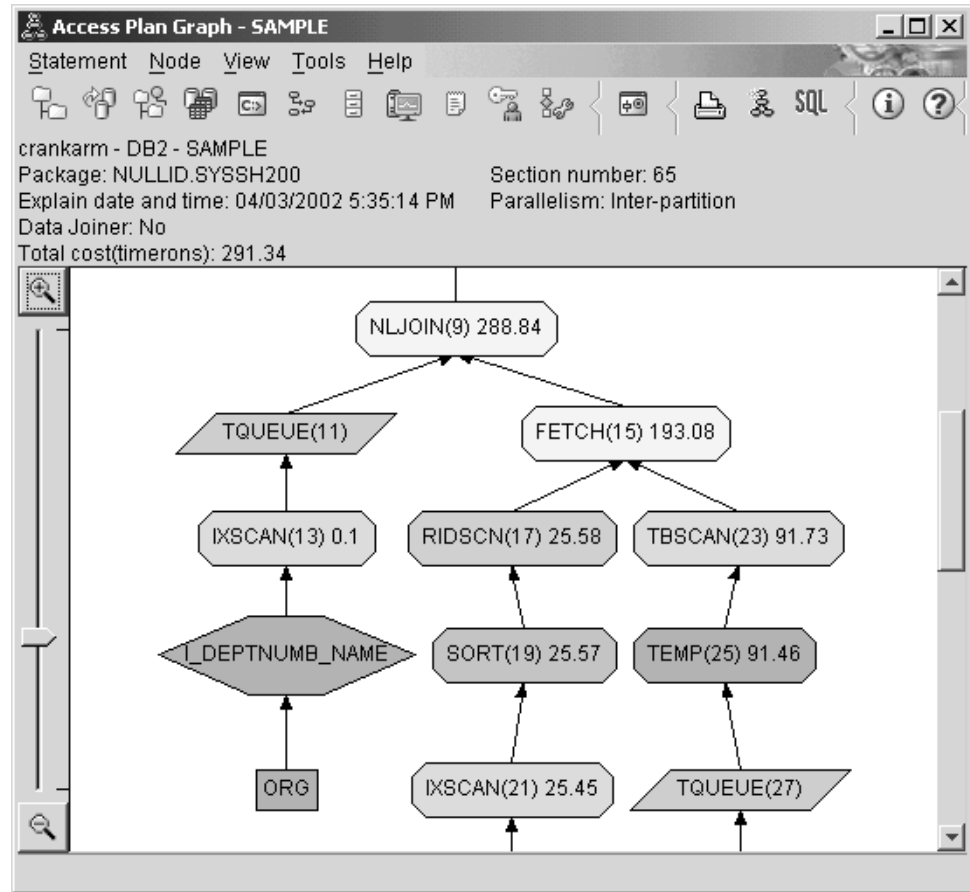 Access Plan Graph - SAMPLE
Statement Node View Tools Help
C:> SQL i ?
crankarm - DB2 - SAMPLE
Package: NULLID.SYSSH200 Section number: 65
Explain date and time: 04/03/2002 5:35:14 PM Parallelism: Inter-partition
Data Joiner: No
Total cost(timerons): 291.34
NLJOIN(9) 288.84
TQUEUE(11) FETCH(15) 193.08
IXSCAN(13) 0.1 RIDSCN(17) 25.58 TBSCAN(23) 91.73
I_DEPTNUMB_NAME SORT(19) 25.57 TEMP(25) 91.46
ORG IXSCAN(21) 25.45 TQUEUE(27)